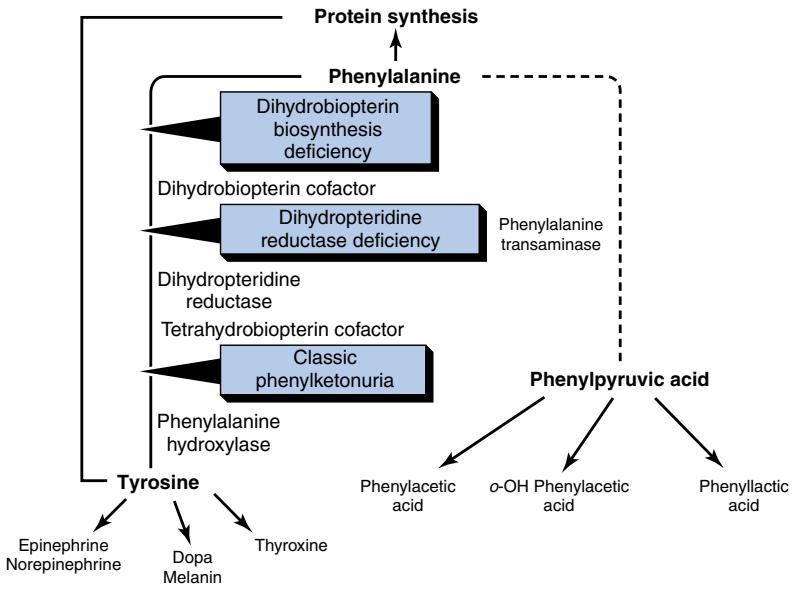 Protein synthesis
Phenylalanine
Dihydrobiopterin
biosynthesis
deficiency
Dihydrobiopterin cofactor
Dihydropteridine
reductase deficiency
Phenylalanine
transaminase
Dihydropteridine
reductase
Tetrahydrobiopterin cofactor
Classic
phenylketonuria
Phenylpyruvic acid
Phenylalanine
hydroxylase
Tyrosine
Phenylacetic
acid
o-OH Phenylacetic
acid
Phenyllactic
acid
Epinephrine
Norepinephrine
Dopa
Melanin
Thyroxine